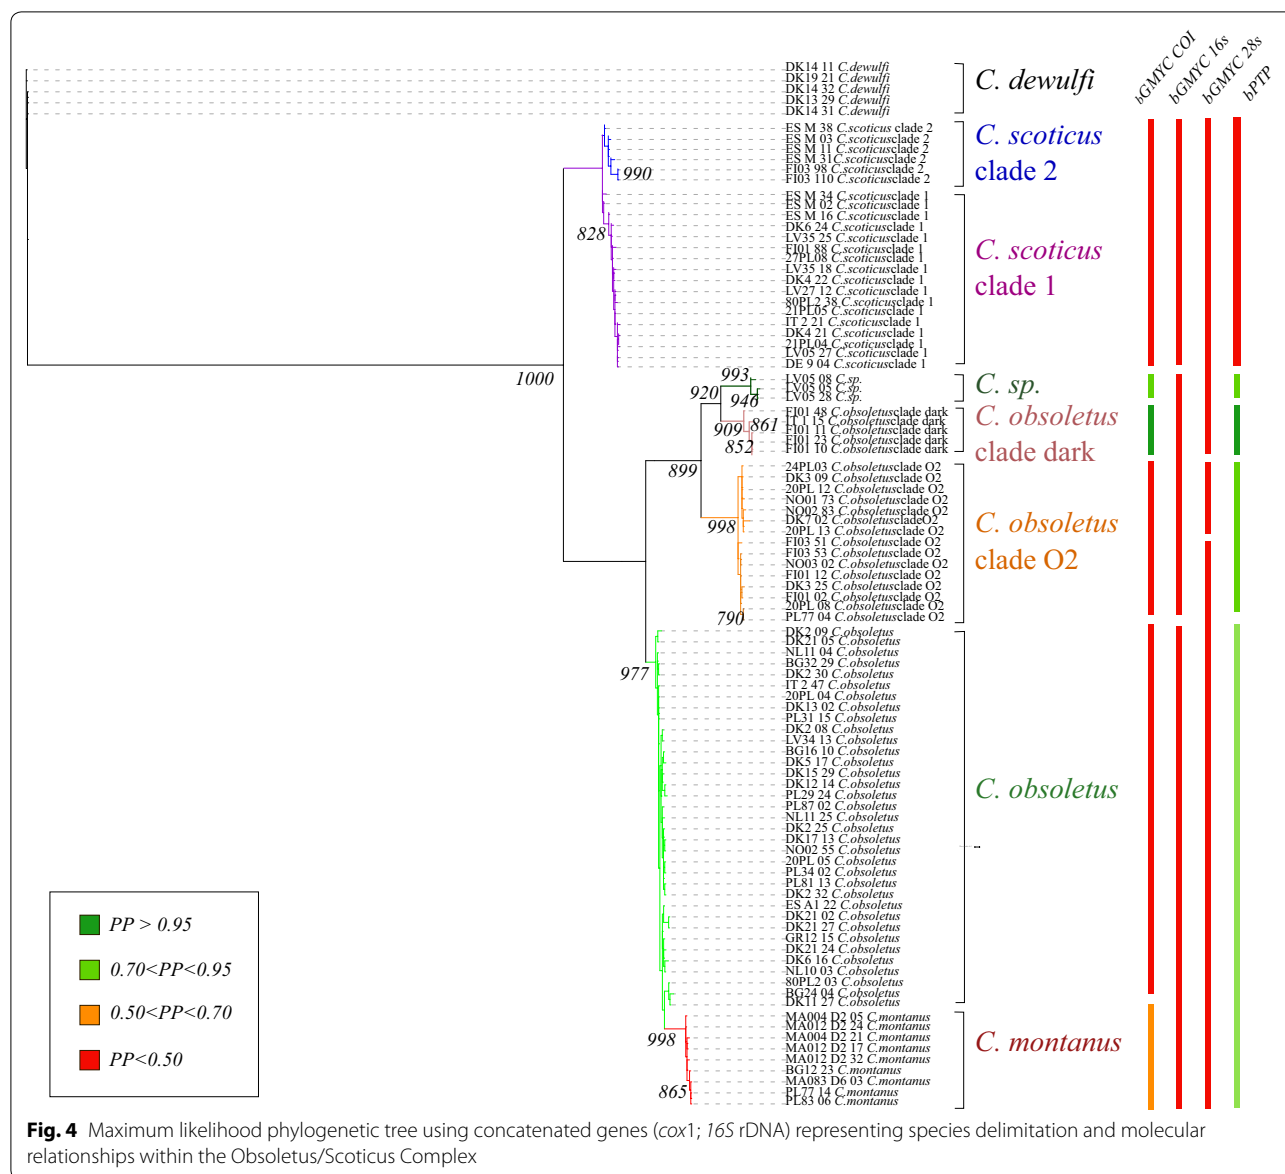 bGMYC COI
bGMYC 16s
bGMYC 28s
bPTP
DK14 11 C.dewulfi
DK19 21 C.dewulfi
DK14 32 C.dewulfi
DK13 29 C.dewulfi
DK14 31 C.dewulfi
C. dewulfi
ES M 38 C.scoticus clade 2
ES M 03 C.scoticusclade 2
ES M 11 C.scoticusclade 2
ES M 31C.scoticusclade 2
FI03 98 C.scoticusclade 2
FI03 110 C.scoticusclade 2
C. scoticus
clade 2
990
ES M 34 C.scoticusclade 1
ES M 02 C.scoticusclade 1
ES M 16 C.scoticusclade 1
DK6 24 C.scoticusclade 1
LV35 25 C.scoticusclade 1
FI01 88 C.scoticusclade 1
27PL08 C.scoticusclade 1
LV35 18 C.scoticusclade 1
DK4 22 C.scoticusclade 1
LV27 12 C.scoticusclade 1
80PL2 38 C.scoticusclade 1
21PL05 C.scoticusclade 1
IT 2 21 C.scoticusclade 1
DK4 21 C.scoticusclade 1
21PL04 C.scoticusclade 1
LV05 27 C.scoticusclade 1
DE 9 04 C.scoticusclade 1
C. scoticus
clade 1
828
1000
993
920
946
LV05 08 C.sp.
LV05 05 C.sp.
LV05 28 C.sp.
C. sp.
FI01 48 C.obsoletusclade dark
IT 1 15 C.obsoletusclade dark
FI01 11 C.obsoletusclade dark
FI01 23 C.obsoletusclade dark
FI01 10 C.obsoletusclade dark
C. obsoletus
clade dark
909
861
852
899
24PL03 C.obsoletusclade O2
DK3 09 C.obsoletusclade O2
20PL 12 C.obsoletusclade O2
NO01 73 C.obsoletusclade O2
NO02 83 C.obsoletusclade O2
DK7 02 C.obsoletuscladeO2
20PL 13 C.obsoletusclade O2
FI03 51 C.obsoletusclade O2
FI03 53 C.obsoletusclade O2
NO03 02 C.obsoletusclade O2
FI01 12 C.obsoletusclade O2
DK3 25 C.obsoletusclade O2
FI01 02 C.obsoletusclade O2
20PL 08 C.obsoletusclade O2
PL77 04 C.obsoletusclade O2
C. obsoletus
clade O2
998
790
977
DK2 09 C.obsoletus
DK21 05 C.obsoletus
NL11 04 C.obsoletus
BG32 29 C.obsoletus
DK2 30 C.obsoletus
IT 2 47 C.obsoletus
20PL 04 C.obsoletus
DK13 02 C.obsoletus
PL31 15 C.obsoletus
DK2 08 C.obsoletus
LV34 13 C.obsoletus
BG16 10 C.obsoletus
DK5 17 C.obsoletus
DK15 29 C.obsoletus
DK12 14 C.obsoletus
PL29 24 C.obsoletus
PL87 02 C.obsoletus
NL11 25 C.obsoletus
DK2 25 C.obsoletus
DK17 13 C.obsoletus
NO02 55 C.obsoletus
20PL 05 C.obsoletus
PL34 02 C.obsoletus
PL81 13 C.obsoletus
DK2 32 C.obsoletus
ES A1 22 C.obsoletus
DK21 02 C.obsoletus
DK21 27 C.obsoletus
GR12 15 C.obsoletus
DK21 24 C.obsoletus
DK6 16 C.obsoletus
NL10 03 C.obsoletus
80PL2 03 C.obsoletus
BG24 04 C.obsoletus
DK11 27 C.obsoletus
C. obsoletus
998
865
MA004 D2 05 C.montanus
MA012 D2 24 C.montanus
MA004 D2 21 C.montanus
MA012 D2 17 C.montanus
MA012 D2 32 C.montanus
BG12 23 C.montanus
MA083 D6 03 C.montanus
PL77 14 C.montanus
PL83 06 C.montanus
C. montanus
PP > 0.95
0.70<PP<0.95
0.50<PP<0.70
PP<0.50
Fig. 4 Maximum likelihood phylogenetic tree using concatenated genes (cox1; 16S rDNA) representing species delimitation and molecular
relationships within the Obsoletus/Scoticus Complex